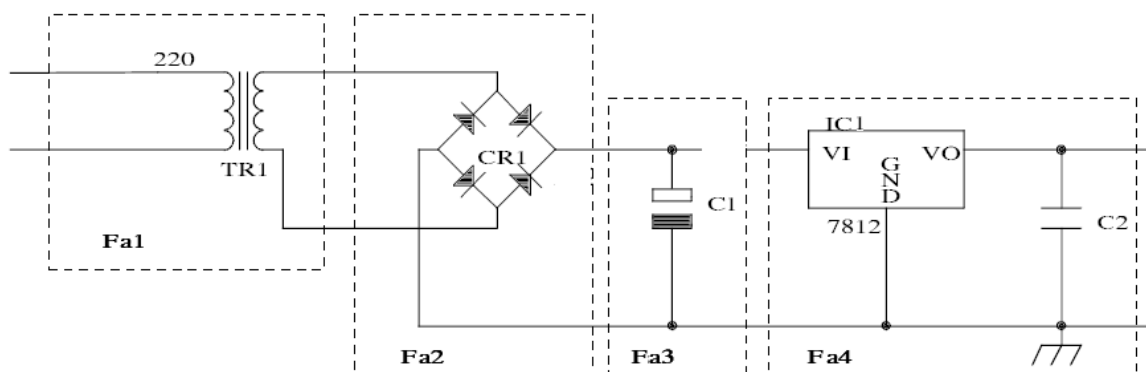 220
TR1
Fa1
CR1
Fa2
C1
Fa3
IC1
VI
GND
VO
7812
C2
Fa4